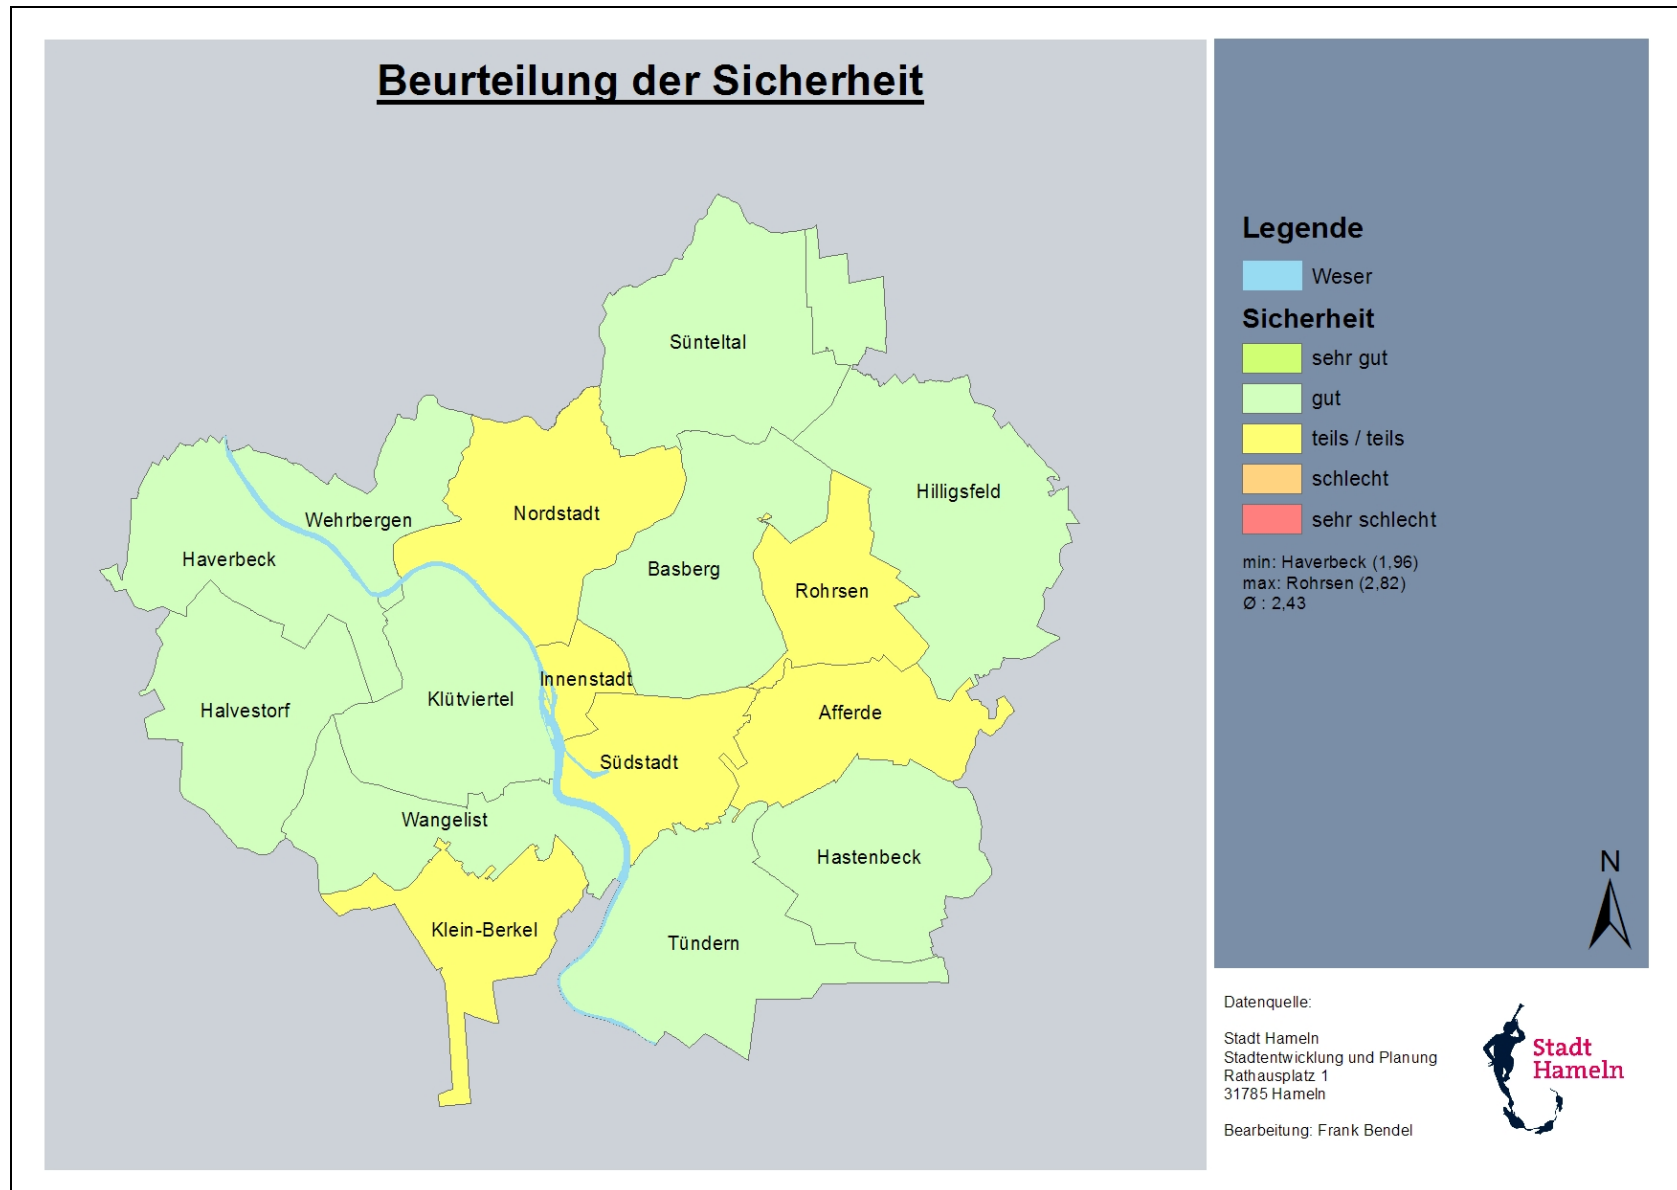 Beurteilung der Sicherheit
Sünteltal
Hilligsfeld
Nordstadt
Wehrbergen
Haverbeck
Basberg
Rohrsen
Innenstadt
Klütviertel
Halvestorf
Afferde
Südstadt
Wangelist
Hastenbeck
Klein-Berkel
Tündern
Legende
Weser
Sicherheit
sehr gut
gut
teils / teils
schlecht
sehr schlecht
min: Haverbeck (1,96)
max: Rohrsen (2,82)
Ø : 2,43
N
Datenquelle:
Stadt Hameln
Stadtentwicklung und Planung
Rathausplatz 1
31785 Hameln
Bearbeitung: Frank Bendel
Stadt
Hameln